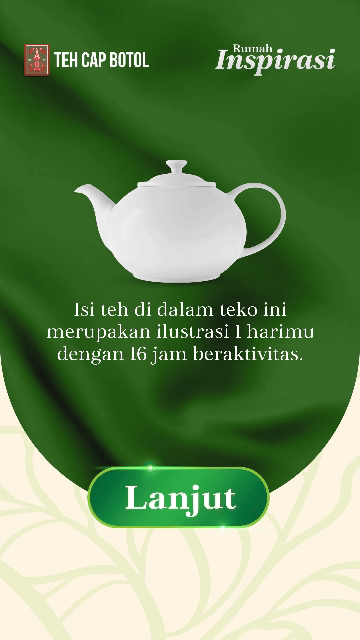 TEH CAP BOTOL
Rumah
Inspirasi
Isi teh di dalam teko ini
merupakan ilustrasi 1 harimu
dengan 16 jam beraktivitas.
Lanjut